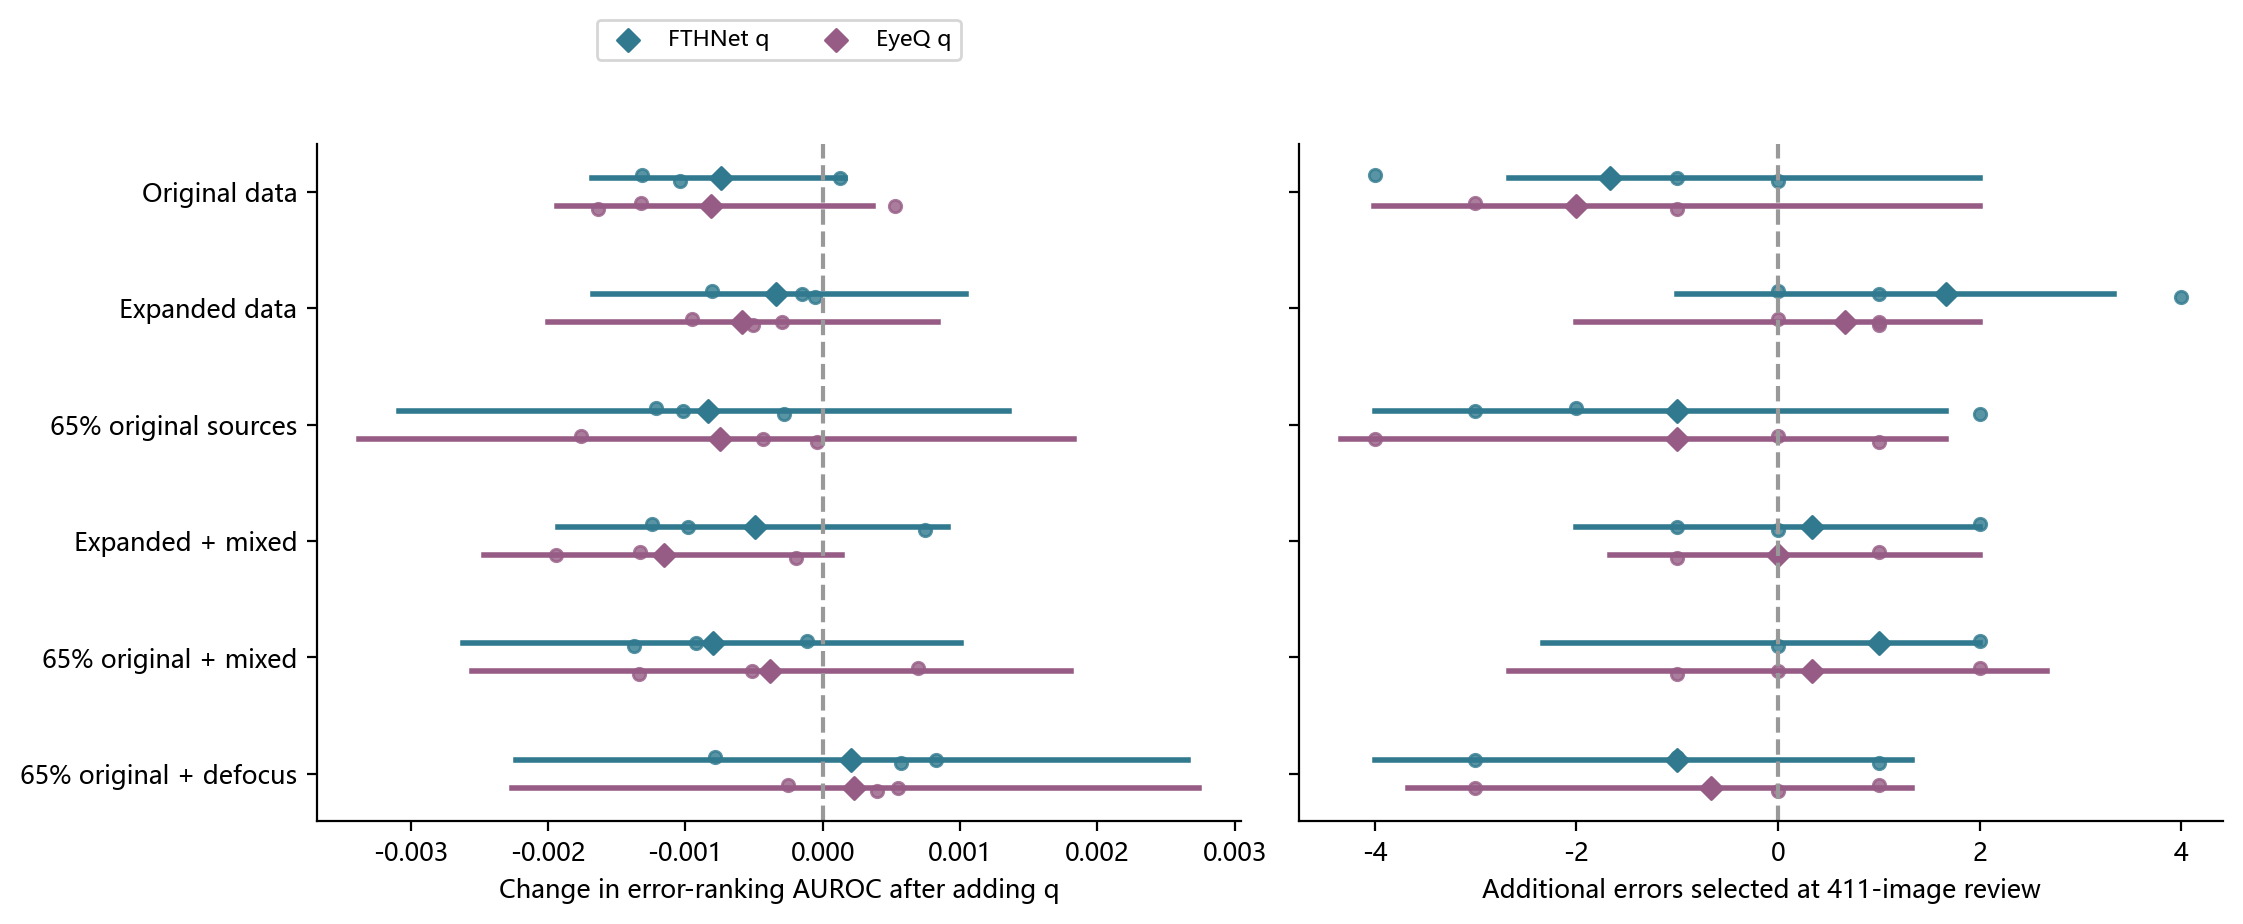 FTHNet q EyeQ q
Original data
Expanded data
65% original sources
Expanded + mixed
65% original + mixed
65% original + defocus
-0.003 -0.002 -0.001 0.000 0.001 0.002 0.003
Change in error-ranking AUROC after adding q
-4 -2 0 2 4
Additional errors selected at 411-image review